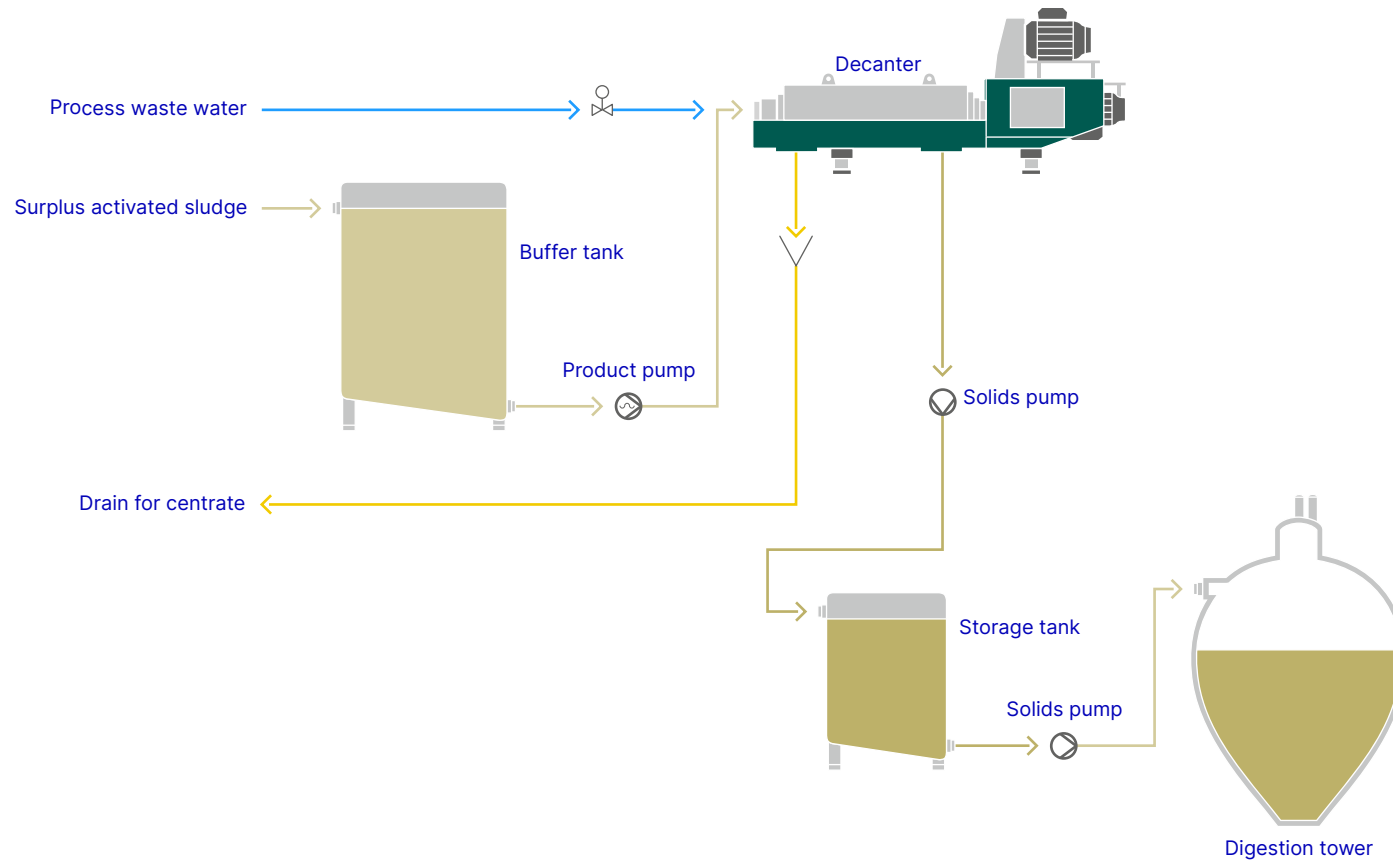 Decanter
Process waste water
Surplus activated sludge
Buffer tank
Product pump
Solids pump
Drain for centrate
Storage tank
Solids pump
Digestion tower